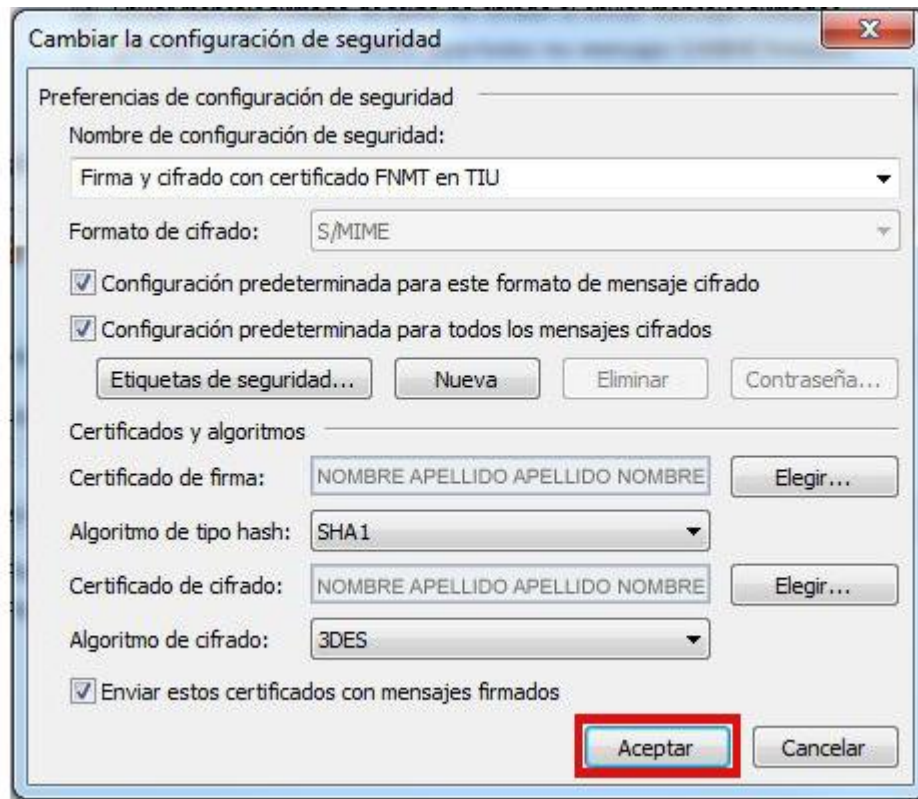 Cambiar la configuración de seguridad
Preferencias de configuración de seguridad
Nombre de configuración de seguridad:
Firma y cifrado con certificado FNMT en TIU
Formato de cifrado: S/MIME
Configuración predeterminada para este formato de mensaje cifrado
Configuración predeterminada para todos los mensajes cifrados
Etiquetas de seguridad... Nueva Eliminar Contraseña...
Certificados y algoritmos
Certificado de firma: NOMBRE APELLIDO APELLIDO NOMBRE Elegir...
Algoritmo de tipo hash: SHA1
Certificado de cifrado: NOMBRE APELLIDO APELLIDO NOMBRE Elegir...
Algoritmo de cifrado: 3DES
Enviar estos certificados con mensajes firmados
Aceptar Cancelar